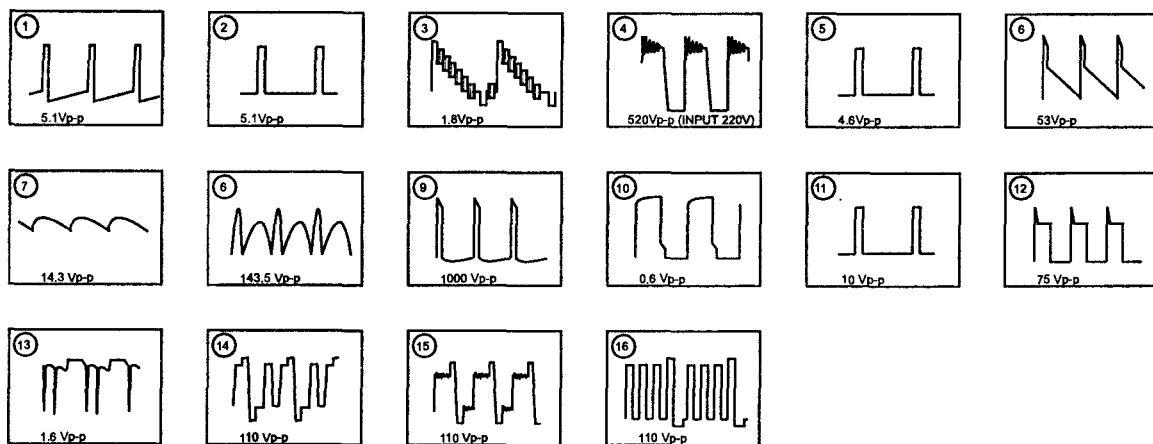 1
5.1Vp-p
2
5.1Vp-p
3
1.8Vp-p
4
520Vp-p (INPUT 220V)
5
4.6Vp-p
6
53Vp-p
7
14.3 Vp-p
6
143.5 Vp-p
9
1000 Vp-p
10
0.6 Vp-p
11
10 Vp-p
12
75 Vp-p
13
1.6 Vp-p
14
110 Vp-p
15
110 Vp-p
16
110 Vp-p